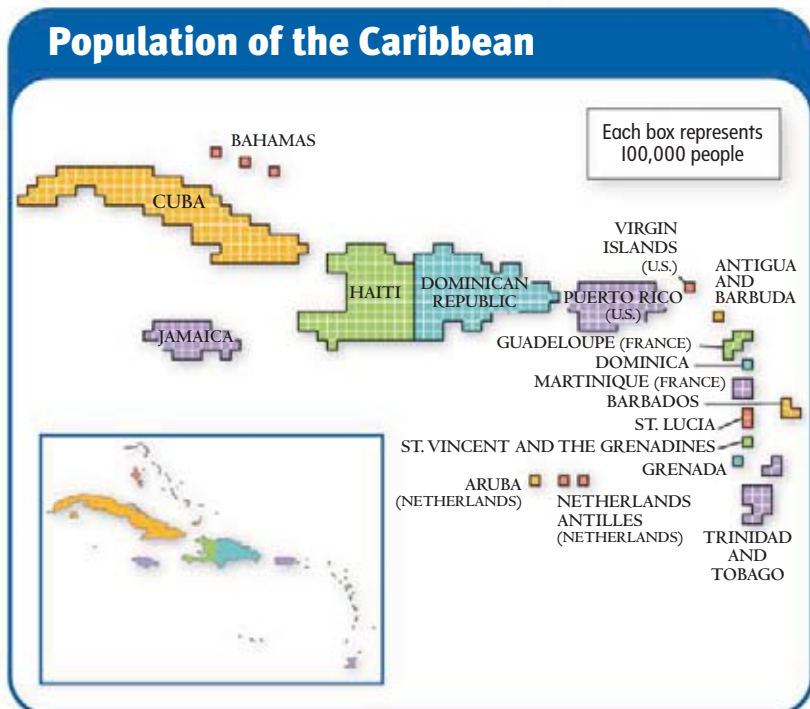 Population of the Caribbean
Each box represents
100,000 people
BAHAMAS
CUBA
VIRGIN
ISLANDS
(U.S.)
ANTIGUA
AND
BARBUDA
HAITI
DOMINICAN
REPUBLIC
PUERTO RICO
(U.S.)
JAMAICA
GUADELOUPE (FRANCE)
DOMINICA
MARTINIQUE (FRANCE)
BARBADOS
ST. LUCIA
ST. VINCENT AND THE GRENADINES
GRENADA
ARUBA
(NETHERLANDS)
NETHERLANDS
ANTILLES
(NETHERLANDS)
TRINIDAD
AND
TOBAGO